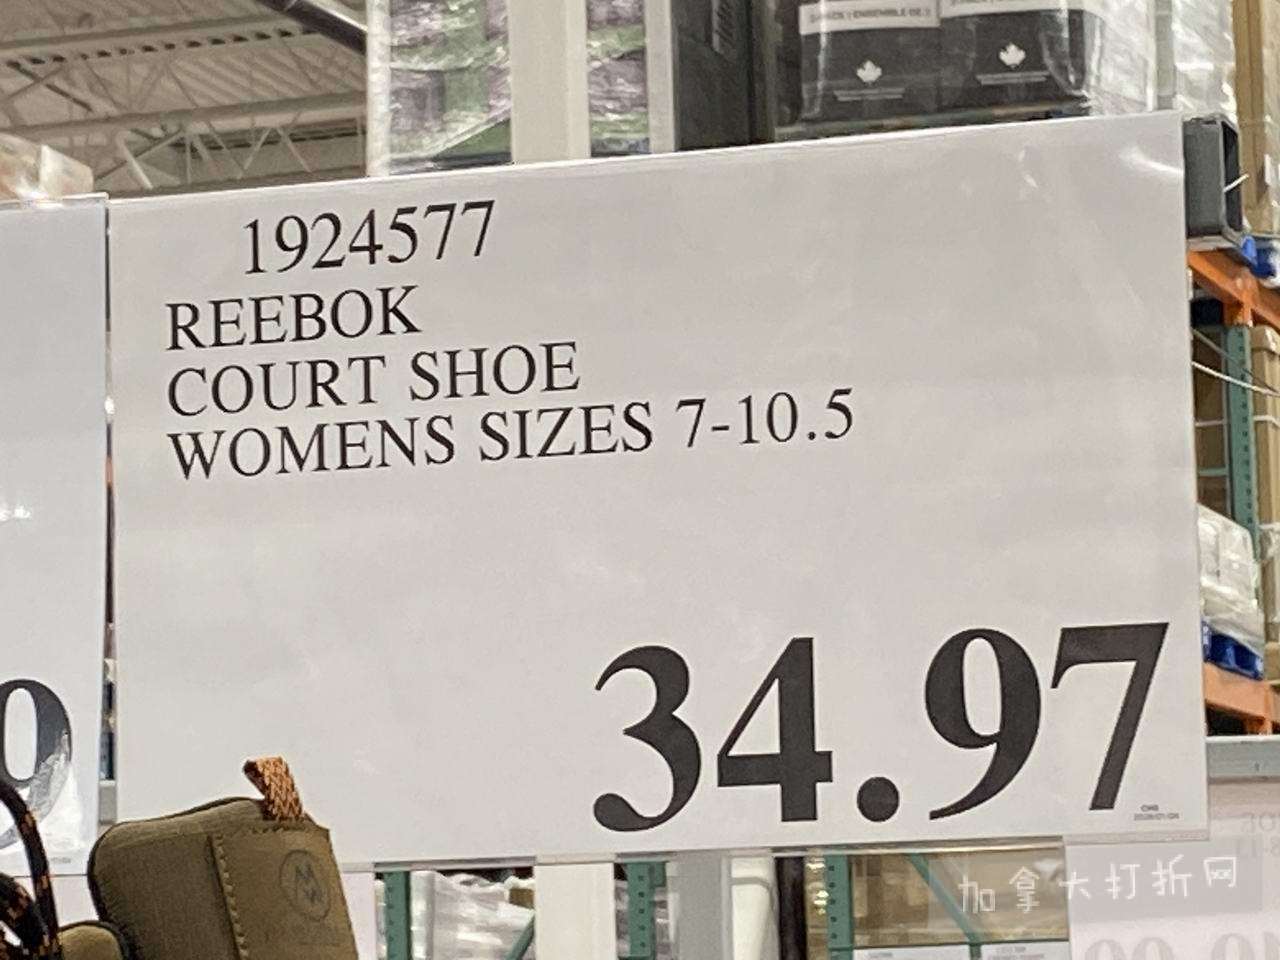 1924577
REEBOK
COURT SHOE
WOMENS SIZES 7-10.5
34.97
加拿大打折网